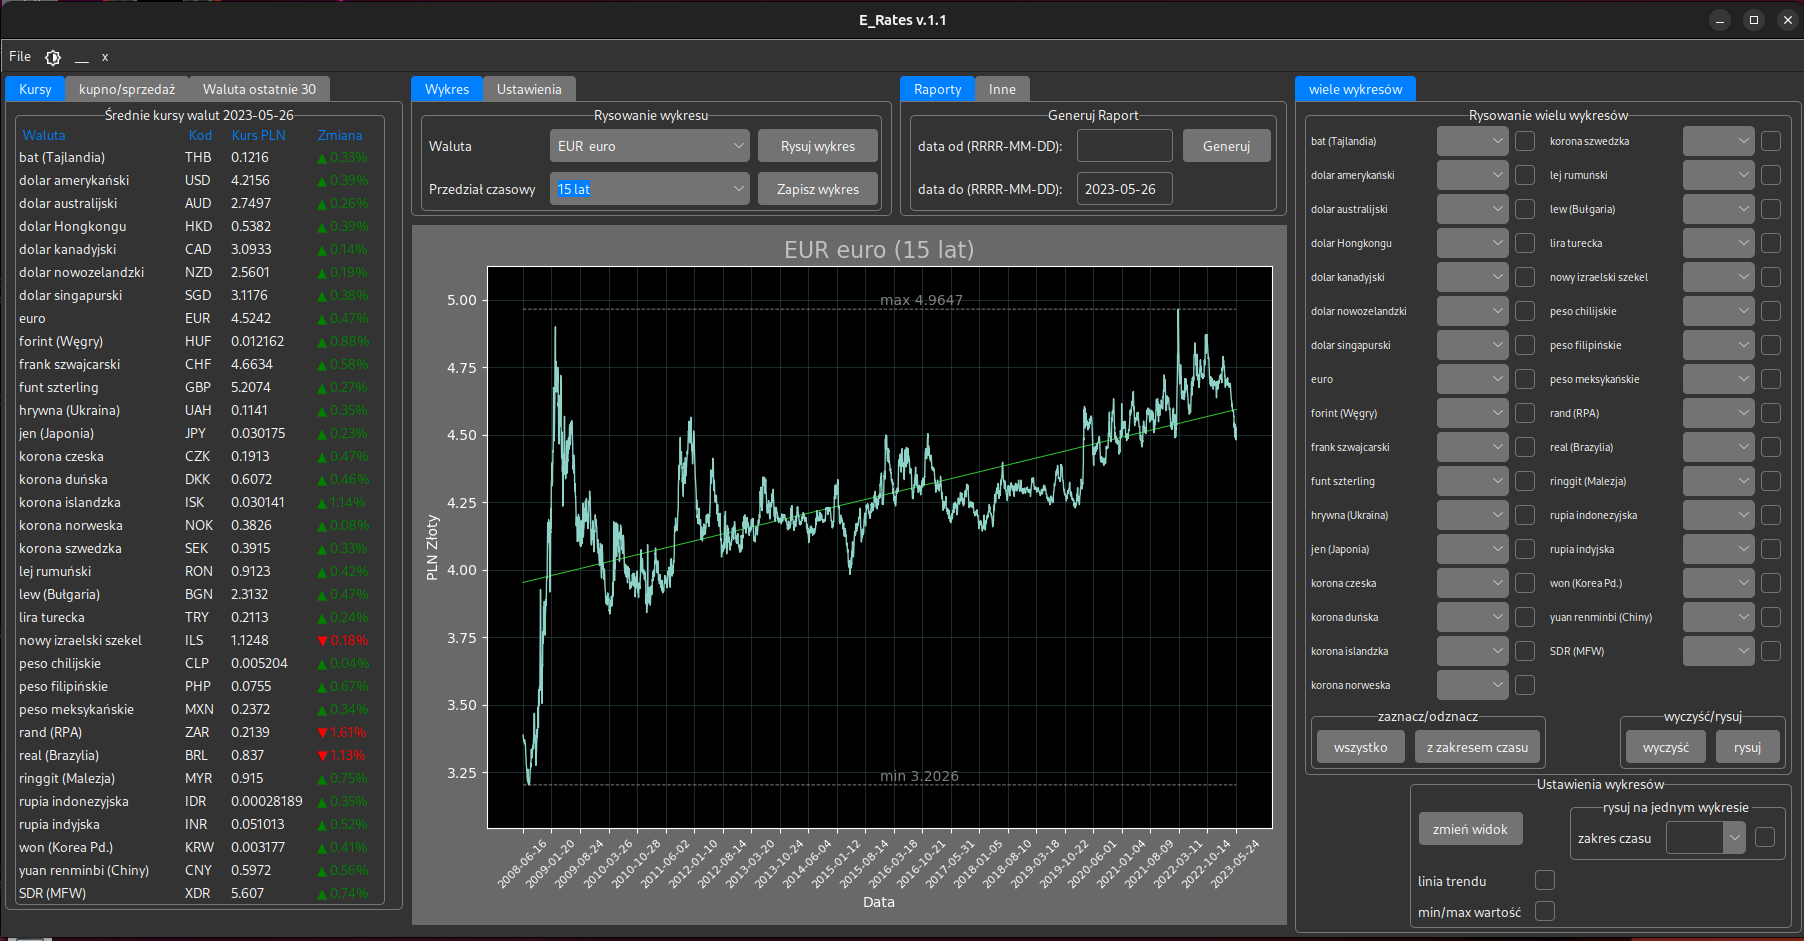 E_Rates v.1.1
File __ x
Kursy kupno/sprzedaż Waluta ostatnie 30
Średnie kursy walut 2023-05-26
Waluta Kod Kurs PLN Zmiana
bat (Tajlandia) THB 0.1216 ▲ 0.33%
dolar amerykański USD 4.2156 ▲ 0.39%
dolar australijski AUD 2.7497 ▲ 0.26%
dolar Hongkongu HKD 0.5382 ▲ 0.39%
dolar kanadyjski CAD 3.0933 ▲ 0.14%
dolar nowozelandzki NZD 2.5601 ▲ 0.19%
dolar singapurski SGD 3.1176 ▲ 0.38%
euro EUR 4.5242 ▲ 0.47%
forint (Węgry) HUF 0.012162 ▲ 0.88%
frank szwajcarski CHF 4.6634 ▲ 0.58%
funt szterling GBP 5.2074 ▲ 0.27%
hrywna (Ukraina) UAH 0.1141 ▲ 0.35%
jen (Japonia) JPY 0.030175 ▲ 0.23%
korona czeska CZK 0.1913 ▲ 0.47%
korona duńska DKK 0.6072 ▲ 0.46%
korona islandzka ISK 0.030141 ▲ 1.14%
korona norweska NOK 0.3826 ▲ 0.08%
korona szwedzka SEK 0.3915 ▲ 0.33%
lej rumuński RON 0.9123 ▲ 0.42%
lew (Bułgaria) BGN 2.3132 ▲ 0.47%
lira turecka TRY 0.2113 ▲ 0.24%
nowy izraelski szekel ILS 1.1248 ▼ 0.18%
peso chilijskie CLP 0.005204 ▲ 0.04%
peso filipińskie PHP 0.0755 ▲ 0.67%
peso meksykańskie MXN 0.2372 ▲ 0.34%
rand (RPA) ZAR 0.2139 ▼ 1.61%
real (Brazylia) BRL 0.837 ▼ 1.13%
ringgit (Malezja) MYR 0.915 ▲ 0.75%
rupia indonezyjska IDR 0.00028189 ▲ 0.35%
rupia indyjska INR 0.051013 ▲ 0.52%
won (Korea Pd.) KRW 0.003177 ▲ 0.41%
yuan renminbi (Chiny) CNY 0.5972 ▲ 0.56%
SDR (MFW) XDR 5.607 ▲ 0.74%
Wykres Ustawienia
Rysowanie wykresu
Waluta EUR euro Rysuj wykres
Przedział czasowy 15 lat Zapisz wykres
Raporty Inne
Generuj Raport
data od (RRRR-MM-DD): Generuj
data do (RRRR-MM-DD): 2023-05-26
EUR euro (15 lat)
max 4.9647
5.00
4.75
4.50
4.25
4.00
3.75
3.50
3.25
min 3.2026
PLN Złoty
2008-06-16
2009-01-20
2009-08-24
2010-03-26
2010-10-28
2011-06-02
2012-01-10
2012-08-14
2013-03-20
2013-10-24
2014-06-04
2015-01-12
2015-08-14
2016-03-18
2016-10-21
2017-05-31
2018-01-05
2018-08-10
2019-03-18
2019-10-22
2020-06-01
2021-01-04
2021-08-09
2022-03-11
2022-10-14
2023-05-24
Data
wiele wykresów
Rysowanie wielu wykresów
bat (Tajlandia) korona szwedzka
dolar amerykański lej rumuński
dolar australijski lew (Bułgaria)
dolar Hongkongu lira turecka
dolar kanadyjski nowy izraelski szekel
dolar nowozelandzki peso chilijskie
dolar singapurski peso filipińskie
euro peso meksykańskie
forint (Węgry) rand (RPA)
frank szwajcarski real (Brazylia)
funt szterling ringgit (Malezja)
hrywna (Ukraina) rupia indonezyjska
jen (Japonia) rupia indyjska
korona czeska won (Korea Pd.)
korona duńska yuan renminbi (Chiny)
korona islandzka SDR (MFW)
korona norweska
zaznacz/odznacz wyczyść/rysuj
wszystko z zakresem czasu wyczyść rysuj
Ustawienia wykresów
rysuj na jednym wykresie
zmień widok zakres czasu
linia trendu
min/max wartość